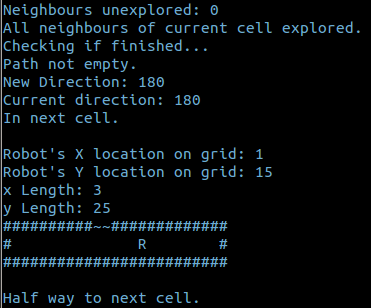 Neighbours unexplored: 0
All neighbours of current cell explored.
Checking if finished...
Path not empty.
New Direction: 180
Current direction: 180
In next cell.

Robot's X location on grid: 1
Robot's Y location on grid: 15
x Length: 3
y Length: 25
##########~~#############
#              R        #
#########################

Half way to next cell.